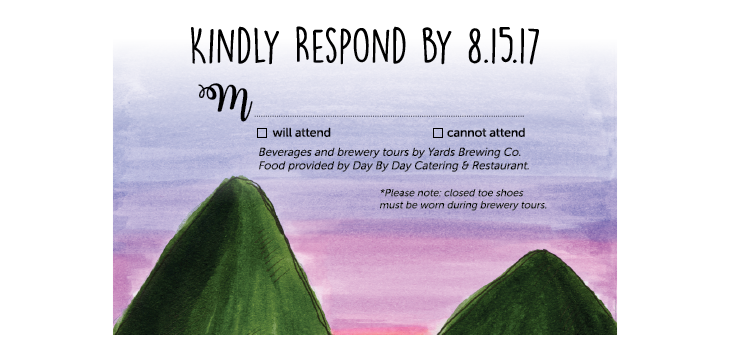 KINDLY RESPOND BY 8.15.17
M
will attend cannot attend
Beverages and brewery tours by Yards Brewing Co.
Food provided by Day By Day Catering & Restaurant.
*Please note: closed toe shoes
must be worn during brewery tours.